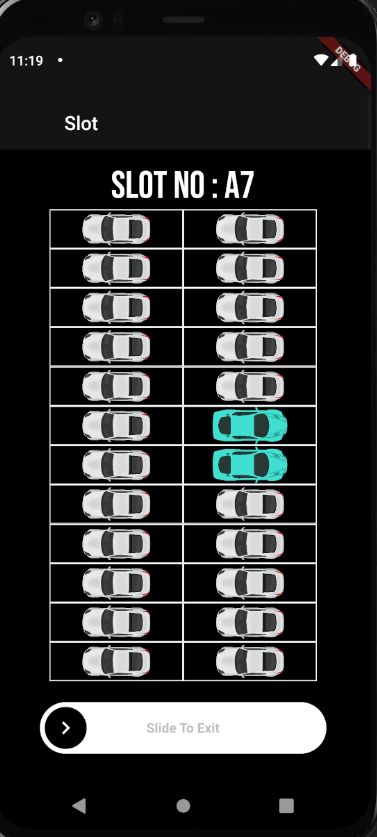 11:19
DEBUG
Slot
SLOT NO : A7
Slide To Exit